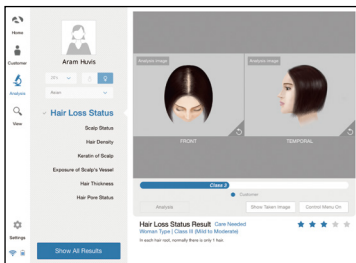 Home
Customer
Analysis
View
Settings
Aram Huvis
Asian
Hair Loss Status
Scalp Status
Hair Density
Keratin of Scalp
Exposure of Scalp's Vessel
Hair Thickness
Hair Pore Status
Show All Results
Analysis Image
Analysis Image
FRONT
TEMPORAL
Class 3
Customer
Analysis
Show Taken Image
Control Menu On
Hair Loss Status Result Care Needed
Woman Type | Class III (Mild to Moderate)
In each hair root, normally there is only 1 hair.